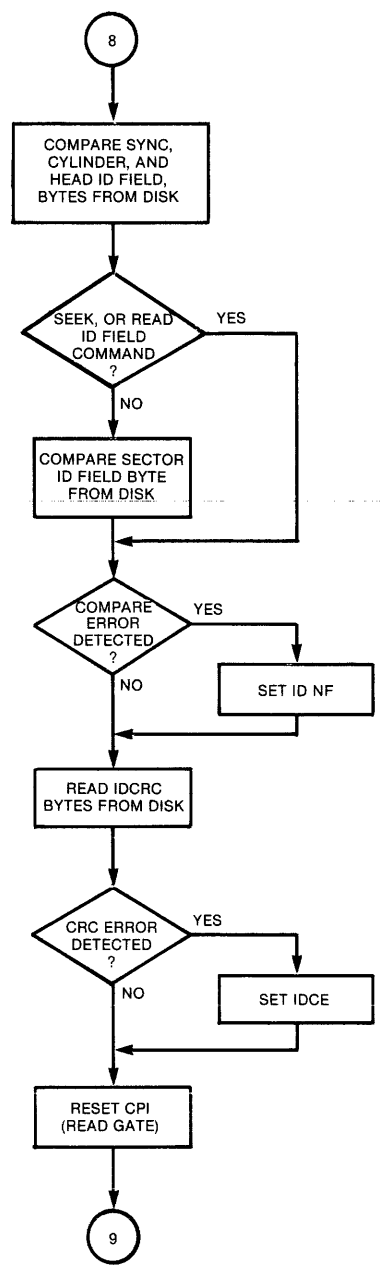 8
COMPARE SYNC,
CYLINDER, AND
HEAD ID FIELD,
BYTES FROM DISK
SEEK, OR READ
ID FIELD
COMMAND
?
YES
NO
COMPARE SECTOR
ID FIELD BYTE
FROM DISK
COMPARE
ERROR
DETECTED
?
YES
NO
SET ID NF
READ IDCRC
BYTES FROM DISK
CRC ERROR
DETECTED
?
YES
NO
SET IDCE
RESET CPI
(READ GATE)
9